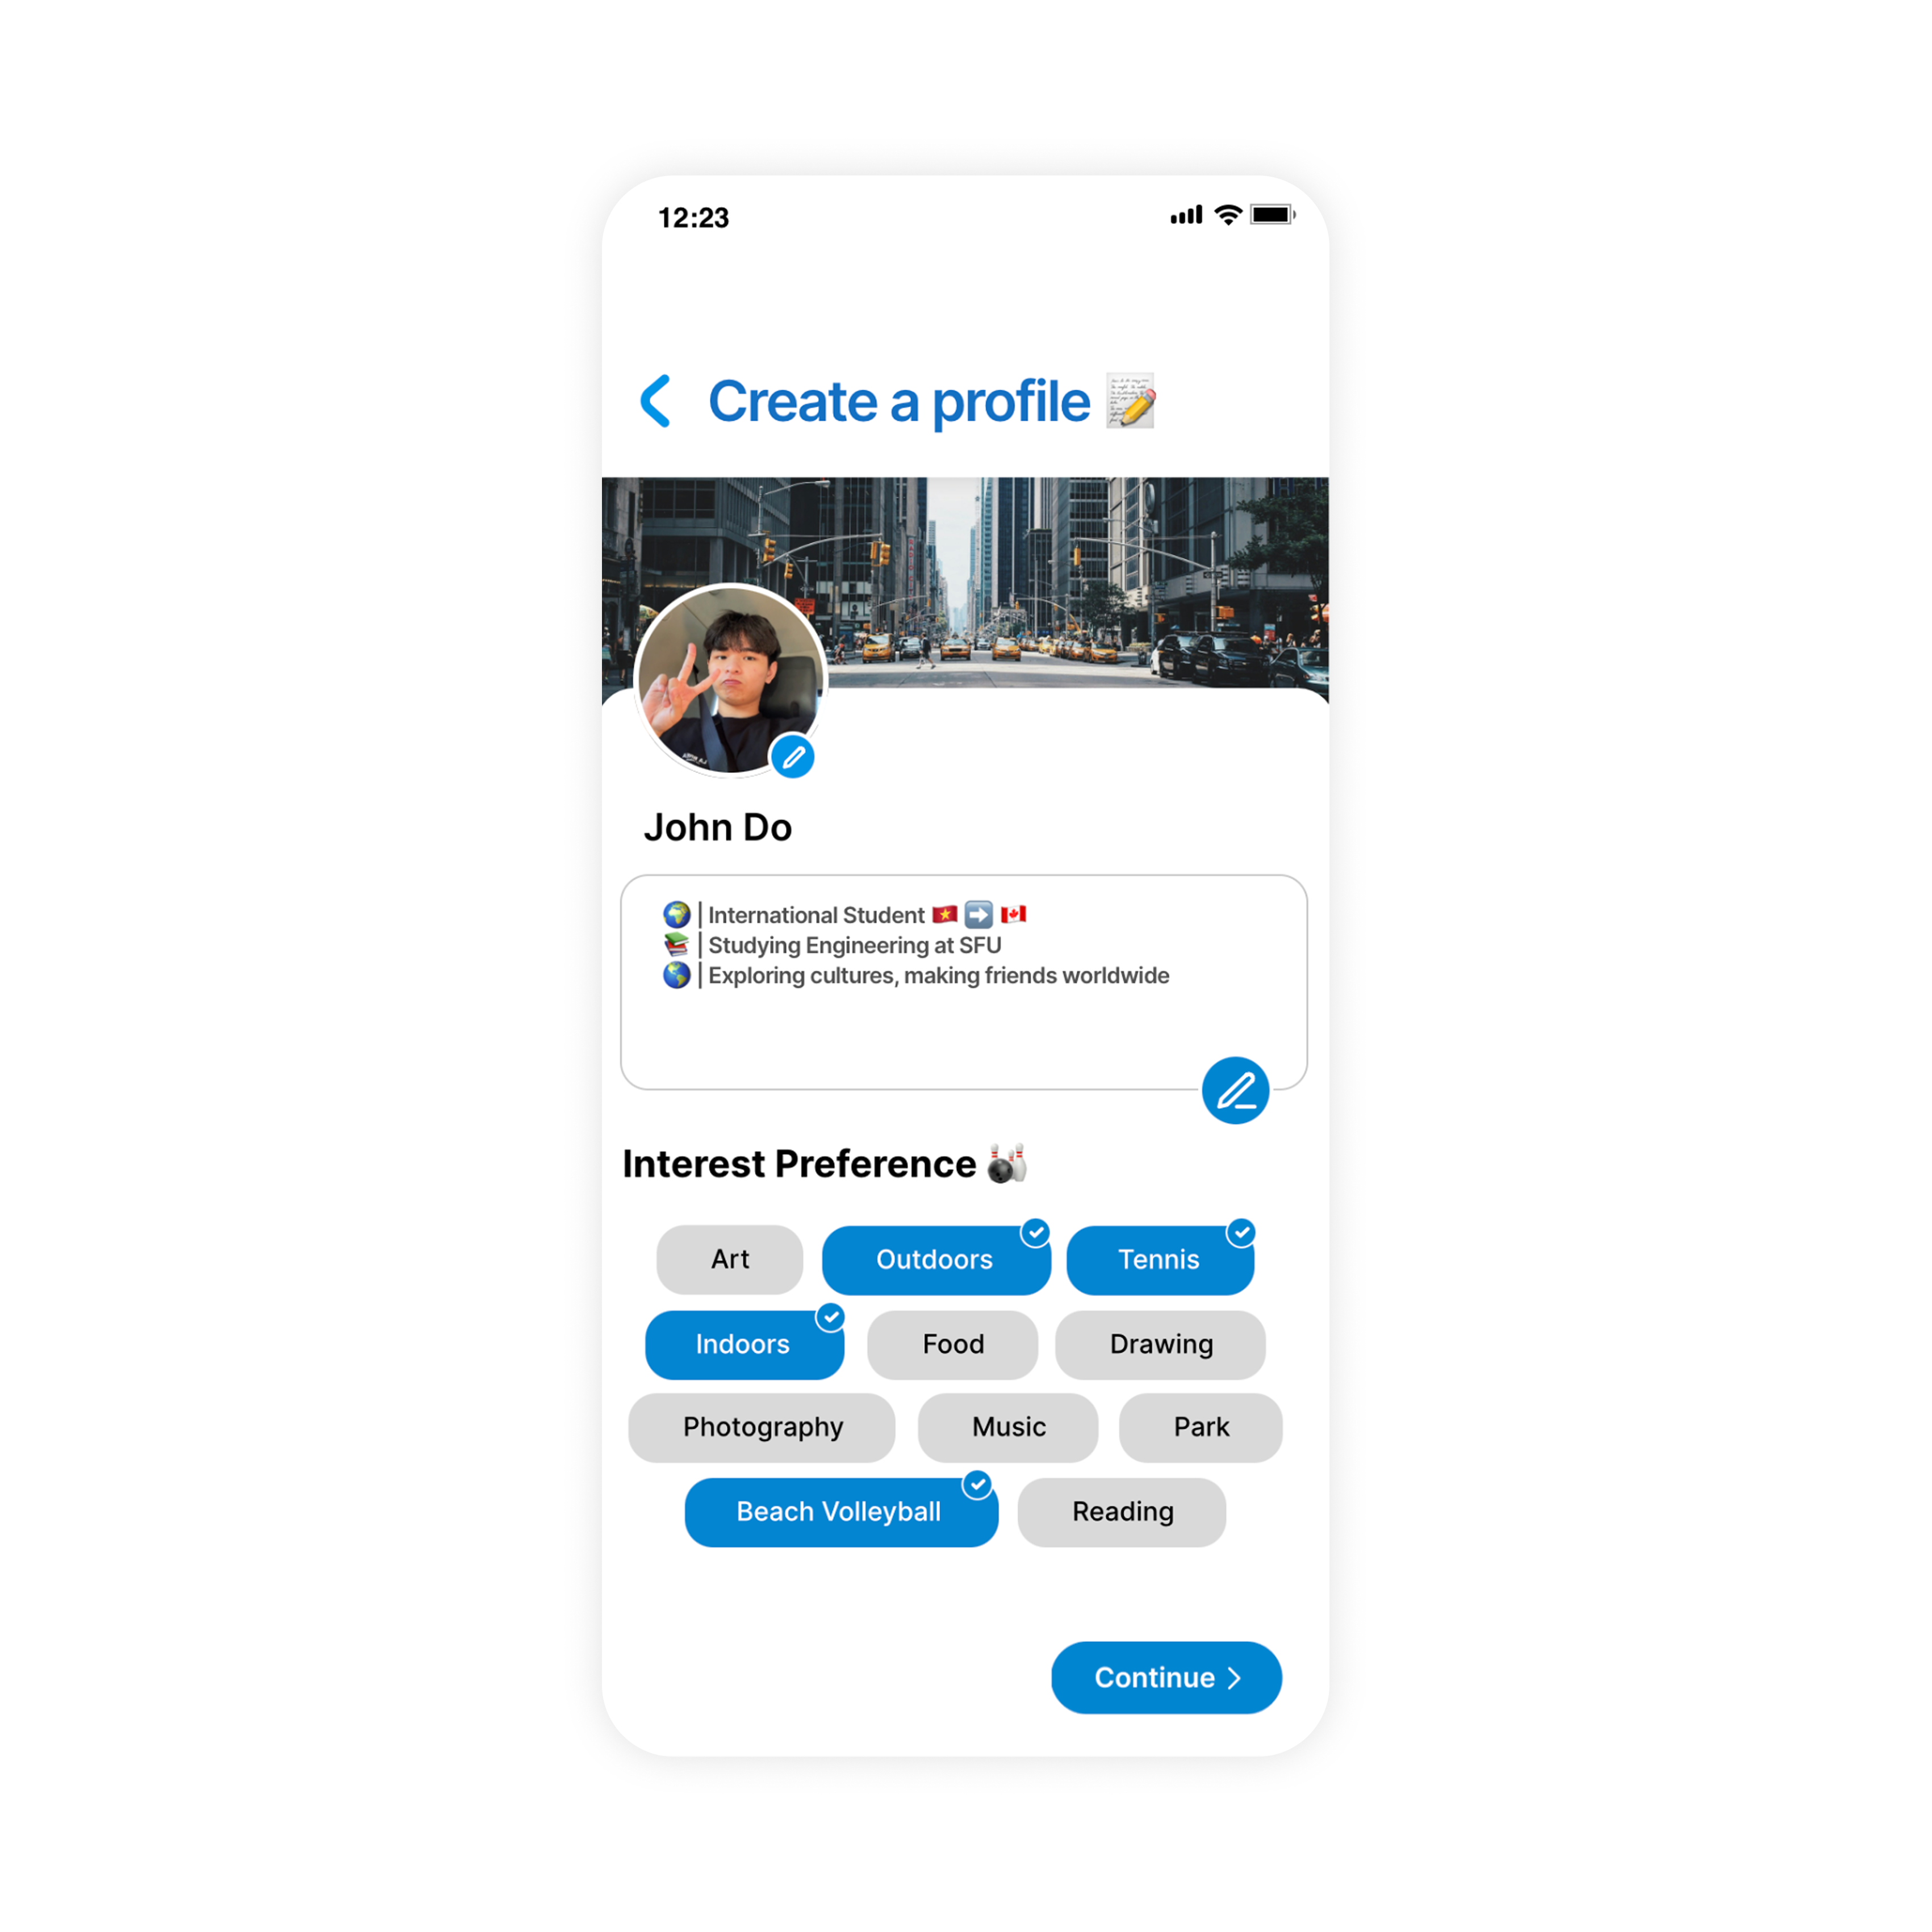 12:23
Create a profile 📝
John Do
🌍 | International Student 🇻🇳 ➡️ 🇨🇦
📚 | Studying Engineering at SFU
🌎 | Exploring cultures, making friends worldwide
Interest Preference 🎳
Art Outdoors Tennis
Indoors Food Drawing
Photography Music Park
Beach Volleyball Reading
Continue >